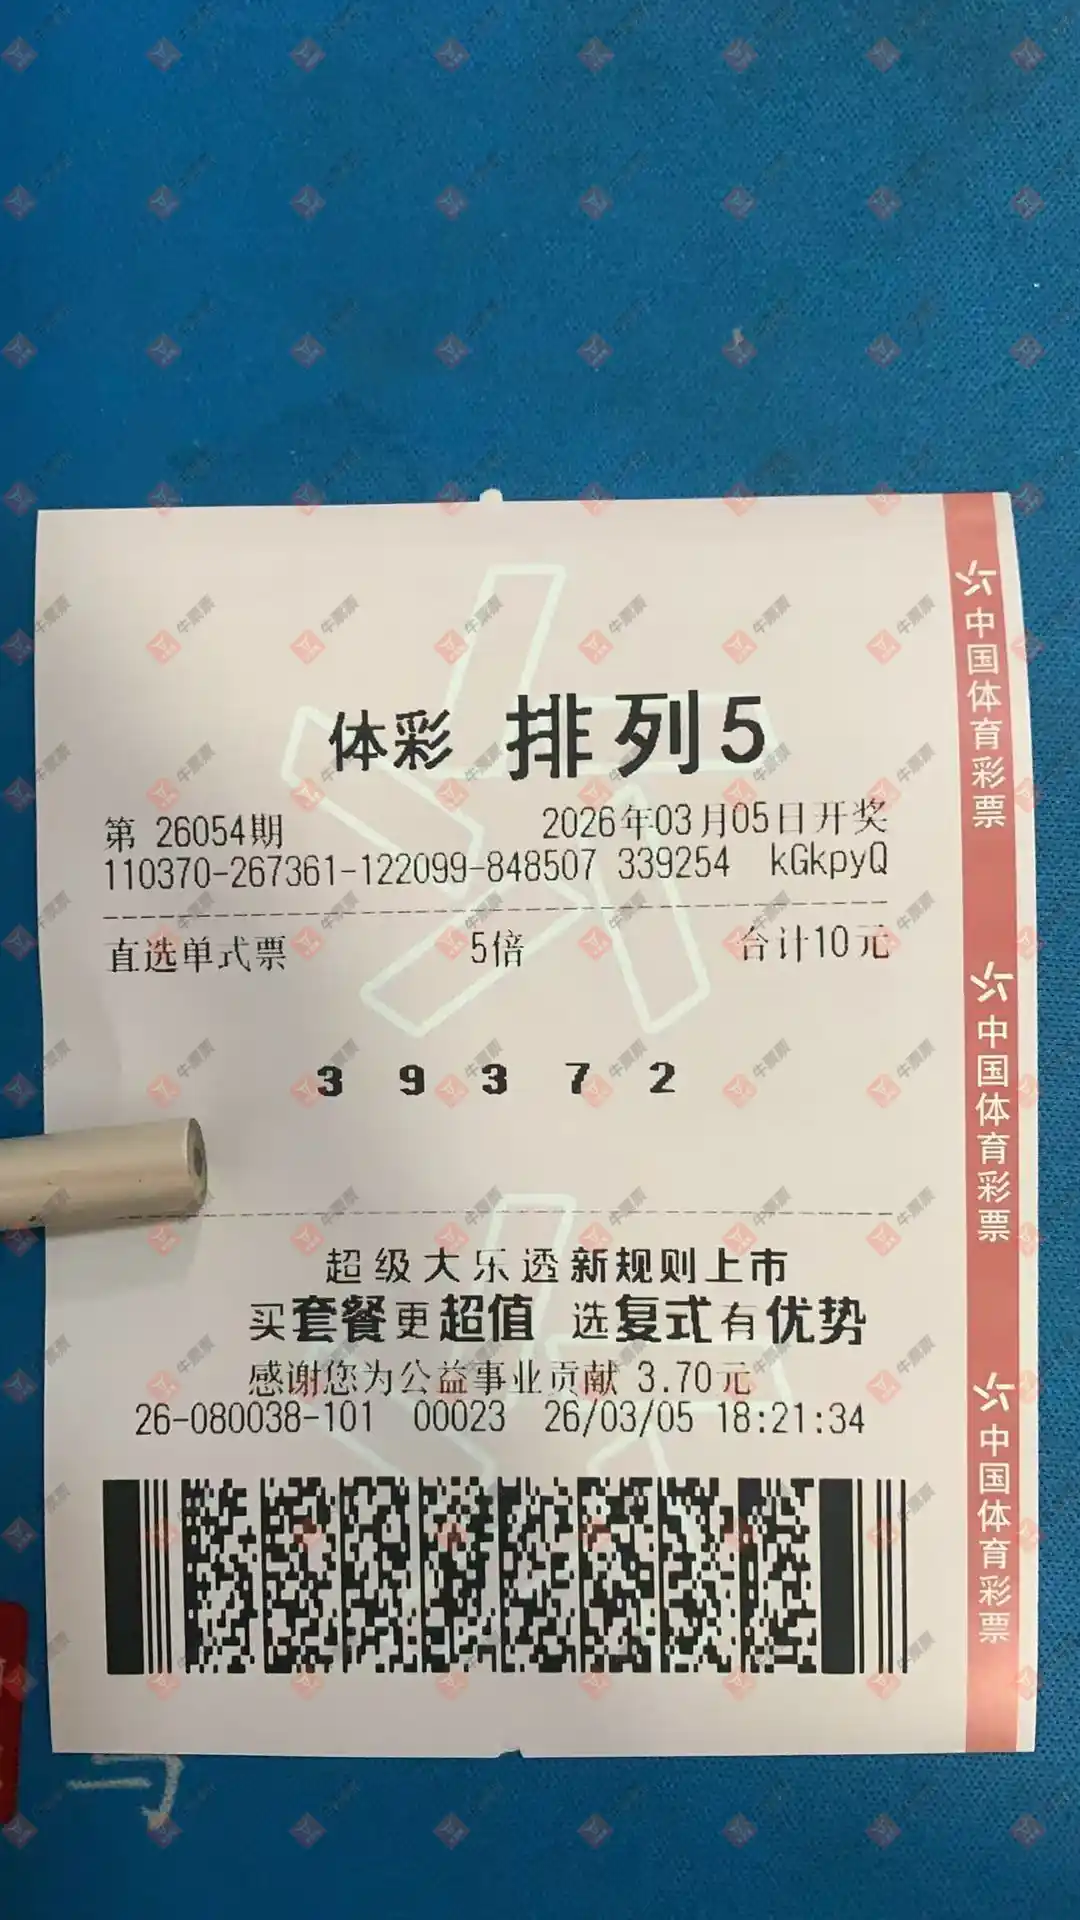 体彩 排列5
第 26054期 2026年03月05日开奖
110370-267361-122099-848507 339254 kGkpyQ
直选单式票 5倍 合计10元
3 9 3 7 2
超级大乐透新规则上市
买套餐更超值 选复式有优势
感谢您为公益事业贡献 3.70元
26-080038-101 00023 26/03/05 18:21:34
中国体育彩票
中国体育彩票
中国体育彩票
牛票票